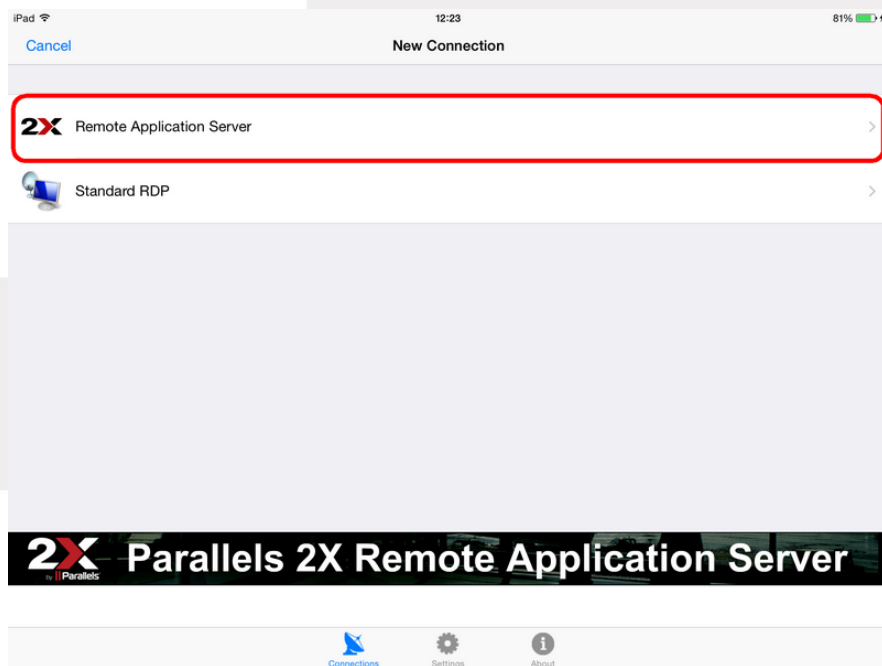 iPad 12:23 81%
Cancel New Connection
2X Remote Application Server
Standard RDP
2X by Parallels Parallels 2X Remote Application Server
Connections Settings About